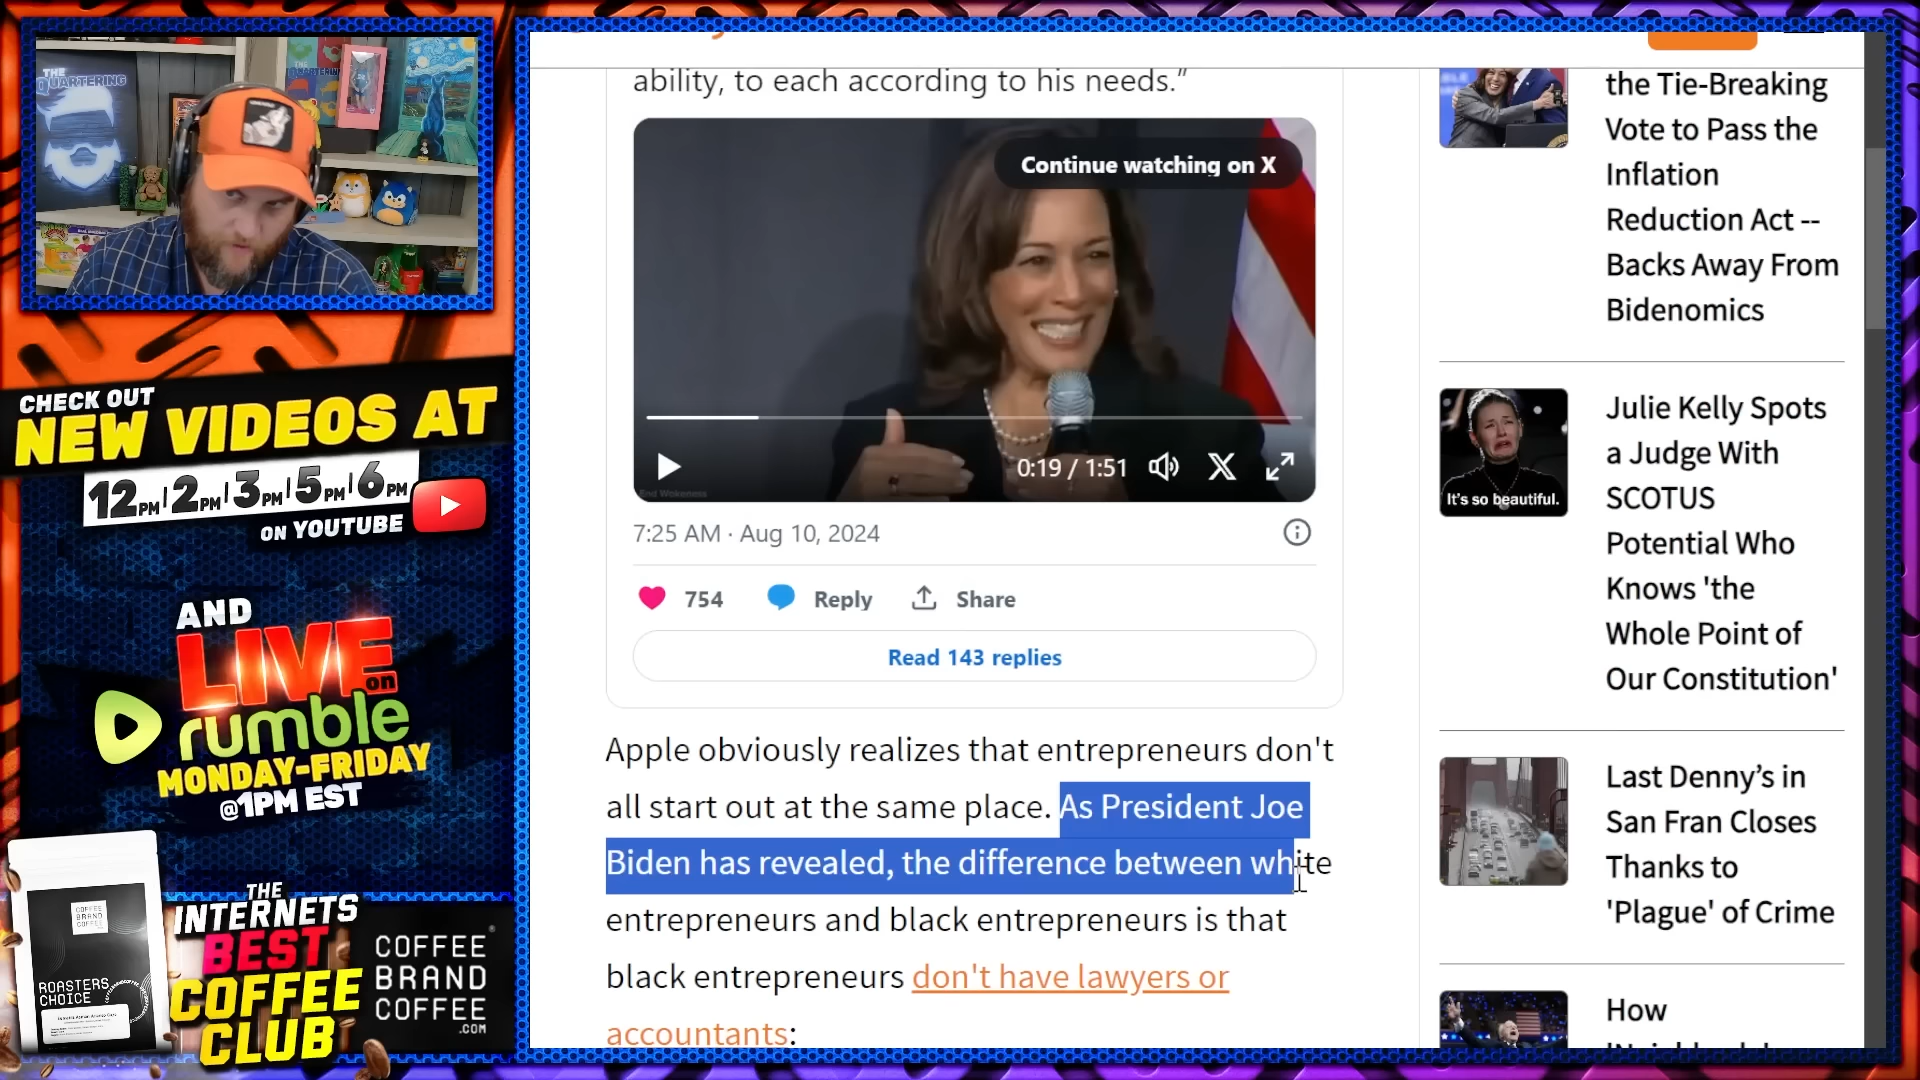 THE
QUARTERING
CHECK OUT
NEW VIDEOS AT
12PM | 2PM | 3PM | 5PM | 6PM
ON YOUTUBE
AND
LIVE
on
rumble
MONDAY-FRIDAY
@1PM EST
THE
INTERNETS
BEST
COFFEE
CLUB
COFFEE
BRAND
COFFEE
.COM
COFFEE
BRAND
COFFEE
ROASTERS
CHOICE
ability, to each according to his needs.”
Continue watching on X
0:19 / 1:51
End Wokeness
7:25 AM · Aug 10, 2024
754
Reply
Share
Read 143 replies
Apple obviously realizes that entrepreneurs don't
all start out at the same place. As President Joe
Biden has revealed, the difference between white
entrepreneurs and black entrepreneurs is that
black entrepreneurs don't have lawyers or
accountants:
the Tie-Breaking
Vote to Pass the
Inflation
Reduction Act --
Backs Away From
Bidenomics
It's so beautiful.
Julie Kelly Spots
a Judge With
SCOTUS
Potential Who
Knows 'the
Whole Point of
Our Constitution'
Last Denny’s in
San Fran Closes
Thanks to
'Plague' of Crime
How